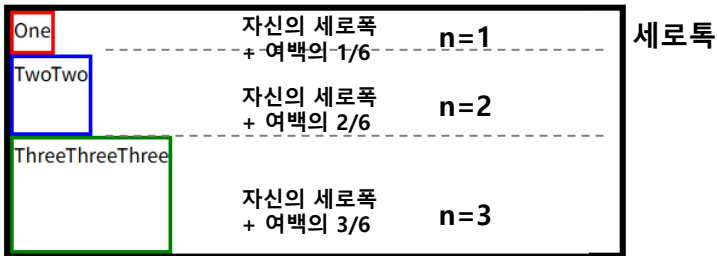 One
자신의 세로폭
+ 여백의 1/6
n=1
세로톡
TwoTwo
자신의 세로폭
+ 여백의 2/6
n=2
ThreeThreeThree
자신의 세로폭
+ 여백의 3/6
n=3